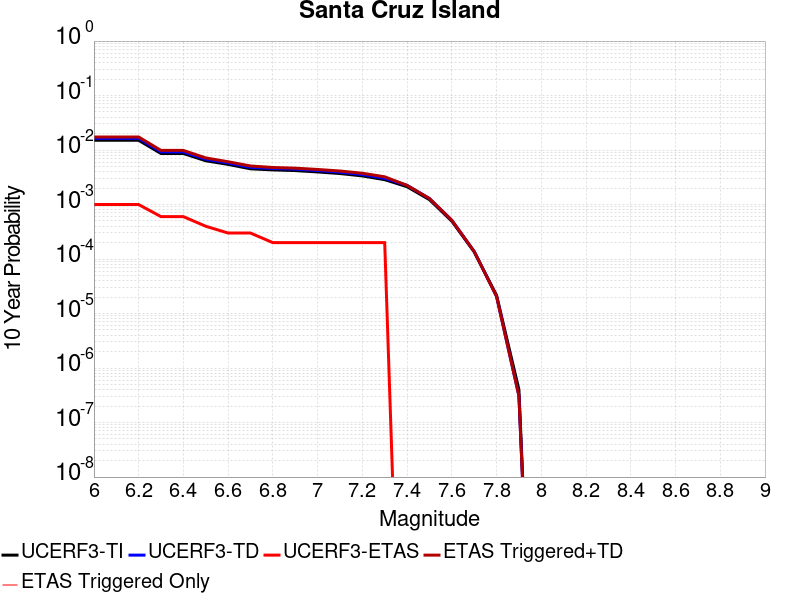 Santa Cruz Island
10^0
10^-1
10^-2
10^-3
10^-4
10^-5
10^-6
10^-7
10^-8
10 Year Probability
6 6.2 6.4 6.6 6.8 7 7.2 7.4 7.6 7.8 8 8.2 8.4 8.6 8.8 9
Magnitude
UCERF3-TI UCERF3-TD UCERF3-ETAS ETAS Triggered+TD
ETAS Triggered Only